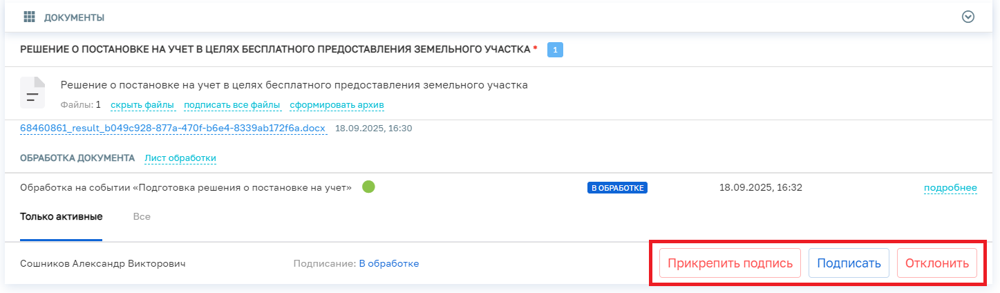 ДОКУМЕНТЫ
РЕШЕНИЕ О ПОСТАНОВКЕ НА УЧЕТ В ЦЕЛЯХ БЕСПЛАТНОГО ПРЕДОСТАВЛЕНИЯ ЗЕМЕЛЬНОГО УЧАСТКА * 1
Решение о постановке на учет в целях бесплатного предоставления земельного участка
Файлы: 1 скрыть файлы подписать все файлы сформировать архив
68460861_result_b049c928-877a-470f-b6e4-8339ab172f6a.docx 18.09.2025, 16:30
ОБРАБОТКА ДОКУМЕНТА Лист обработки
Обработка на событии «Подготовка решения о постановке на учет» В ОБРАБОТКЕ 18.09.2025, 16:32 подробнее
Только активные Все
Сошников Александр Викторович Подписание: В обработке Прикрепить подпись Подписать Отклонить